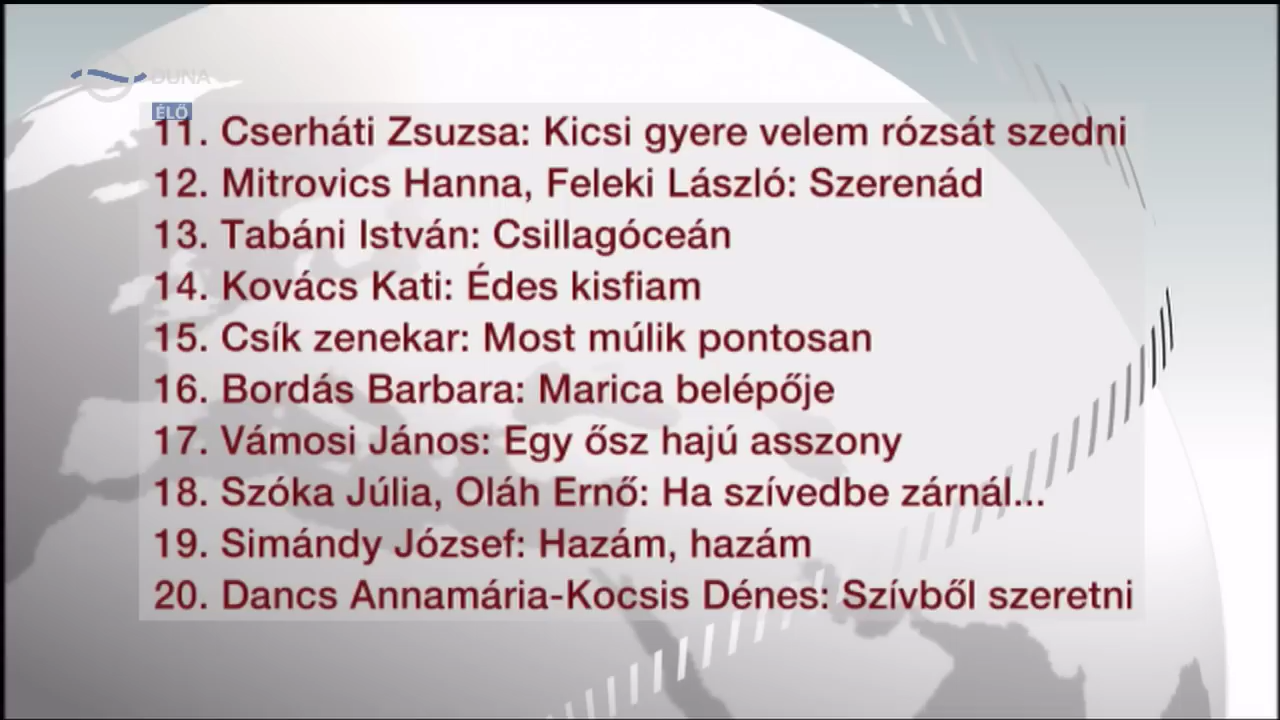 DUNA
ÉLŐ
11. Cserháti Zsuzsa: Kicsi gyere velem rózsát szedni
12. Mitrovics Hanna, Feleki László: Szerenád
13. Tabáni István: Csillagóceán
14. Kovács Kati: Édes kisfiam
15. Csík zenekar: Most múlik pontosan
16. Bordás Barbara: Marica belépője
17. Vámosi János: Egy ősz hajú asszony
18. Szóka Júlia, Oláh Ernő: Ha szívedbe zárnál...
19. Simándy József: Hazám, hazám
20. Dancs Annamária-Kocsis Dénes: Szívből szeretni